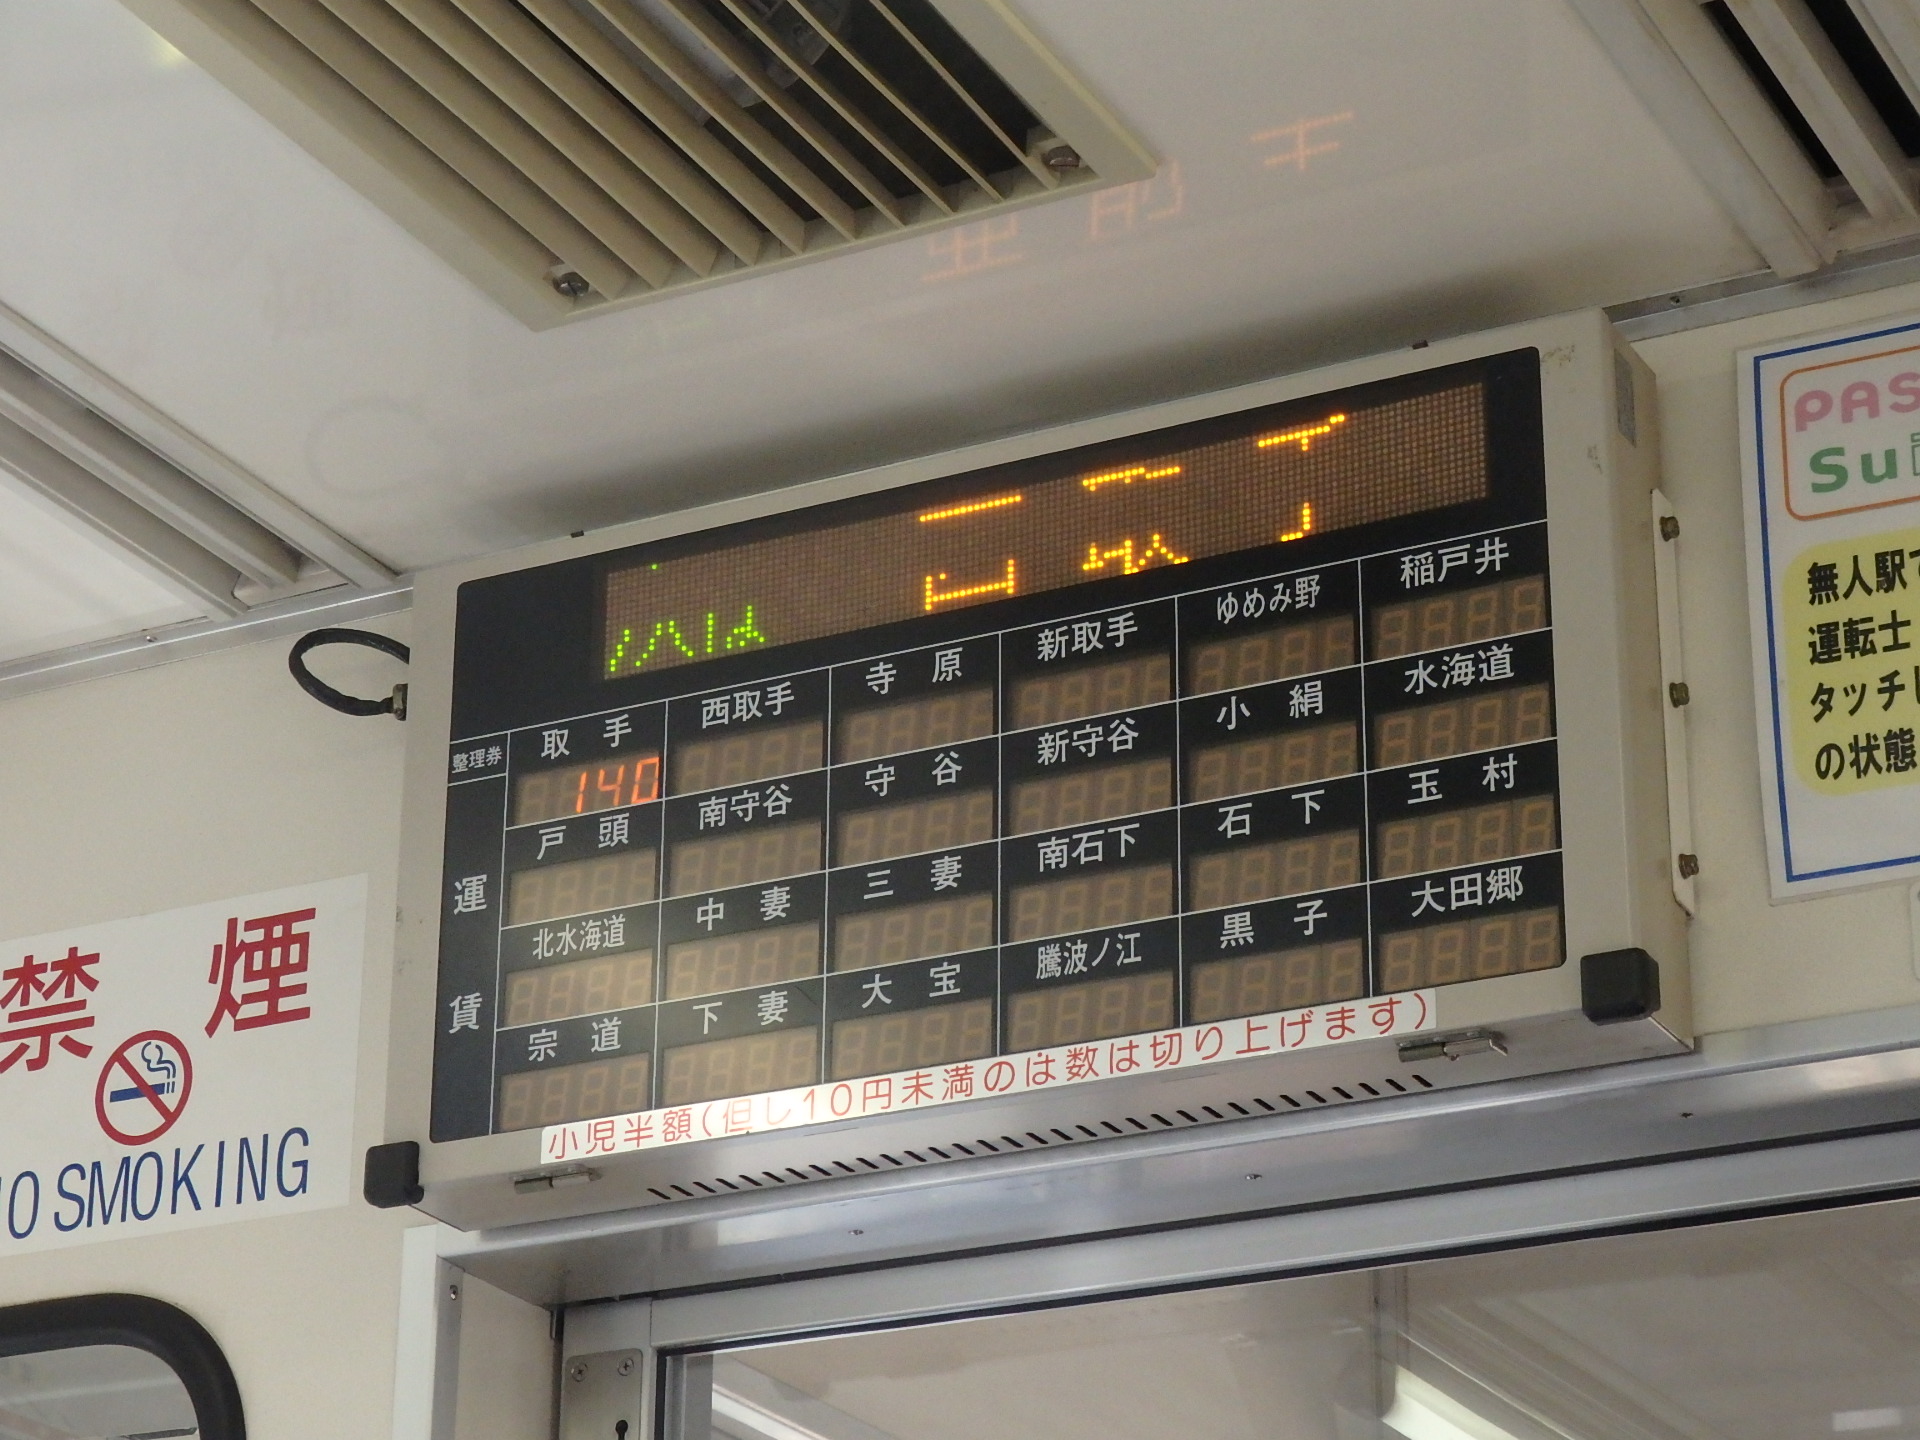 整理券
運
賃
取手 西取手 寺原 新取手 ゆめみ野 稲戸井
140
戸頭 南守谷 守谷 新守谷 小絹 水海道
北水海道 中妻 三妻 南石下 石下 玉村
宗道 下妻 大宝 騰波ノ江 黒子 大田郷
小児半額(但し10円未満のは数は切り上げます)
禁煙
SMOKING
無人駅
運転士
タッチ
の状態